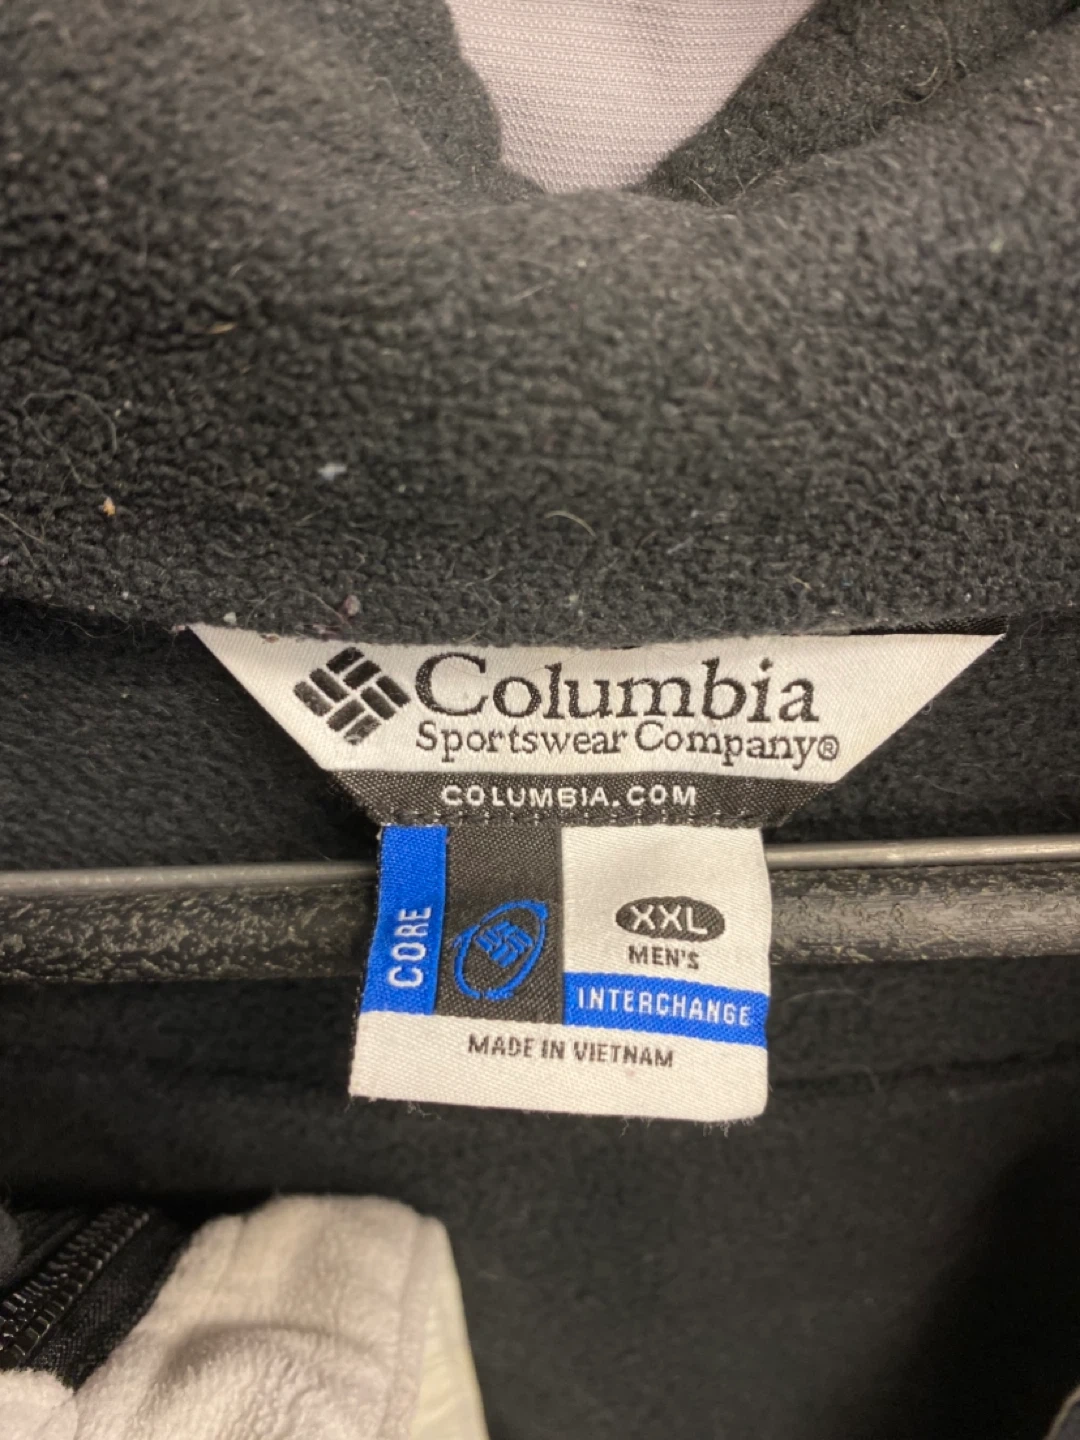 Columbia
Sportswear Company®
COLUMBIA.COM
CORE
XXL
MEN'S
INTERCHANGE
MADE IN VIETNAM